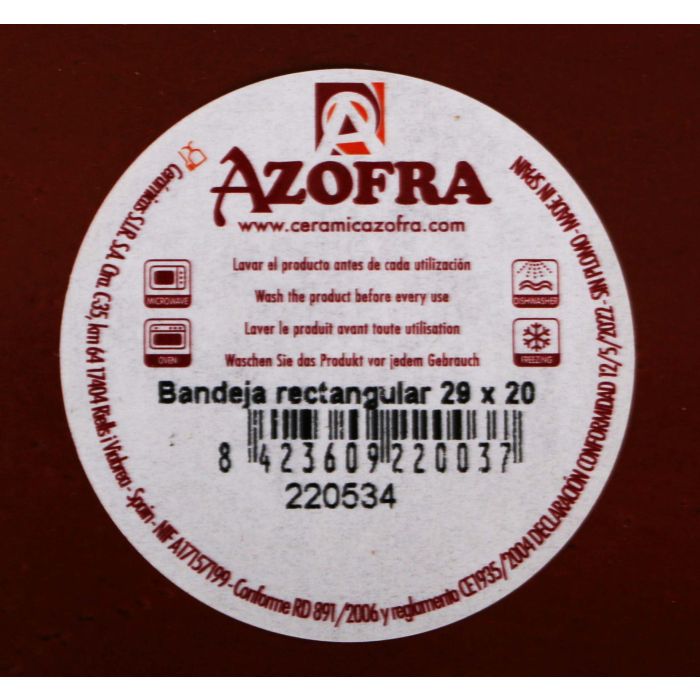 AZOFRA
www.ceramicazofra.com
Lavar el producto antes de cada utilización
Wash the product before every use
Laver le produit avant toute utilisation
Waschen Sie das Produkt vor jedem Gebrauch
MICROWAVE
OVEN
DISHWASHER
FREEZING
Bandeja rectangular 29 x 20
8 423609 220037
220534
Cerámicas S.I.R. S.A. Ctra. C35, km 64 17404 Riells i Viabrea - Spain - NIF A17157199 - Conforme RD 891/2006 y reglamento CE1935/2004 DECLARACIÓN CONFORMIDAD 12/5/2022 - SIN PLOMO - MADE IN SPAIN